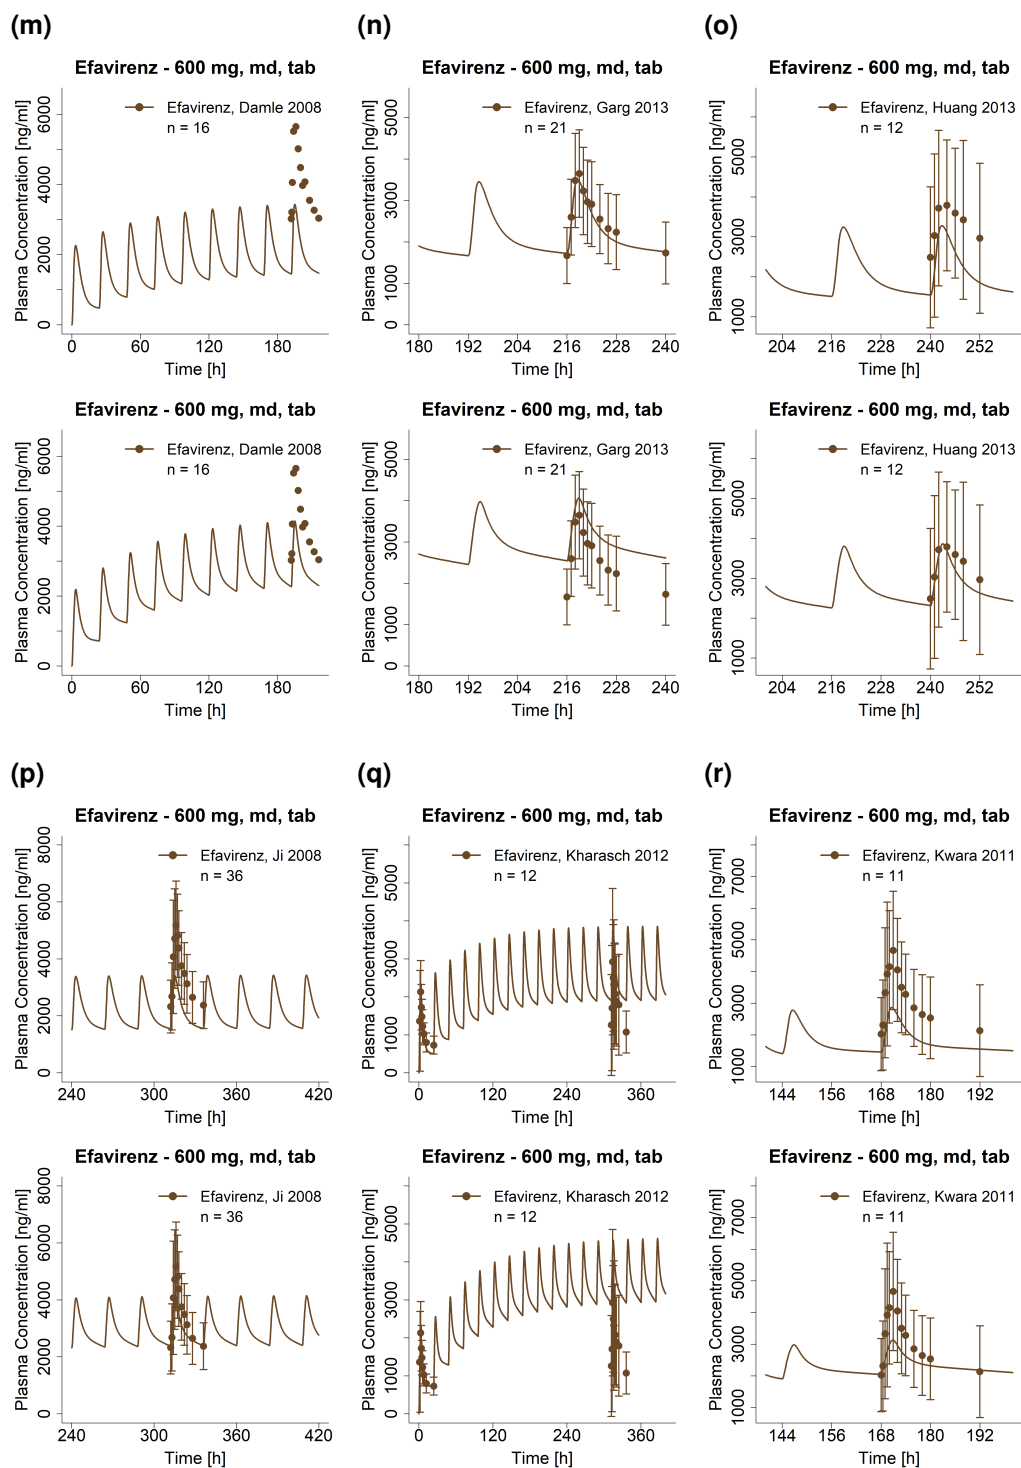 (m)
Efavirenz - 600 mg, md, tab
Efavirenz, Damle 2008
n = 16
Plasma Concentration [ng/ml]
6000
4000
2000
0
0 60 120 180
Time [h]
Efavirenz - 600 mg, md, tab
Efavirenz, Damle 2008
n = 16
Plasma Concentration [ng/ml]
6000
4000
2000
0
0 60 120 180
Time [h]
(n)
Efavirenz - 600 mg, md, tab
Efavirenz, Garg 2013
n = 21
Plasma Concentration [ng/ml]
5000
3000
1000
0
180 192 204 216 228 240
Time [h]
Efavirenz - 600 mg, md, tab
Efavirenz, Garg 2013
n = 21
Plasma Concentration [ng/ml]
5000
3000
1000
0
180 192 204 216 228 240
Time [h]
(o)
Efavirenz - 600 mg, md, tab
Efavirenz, Huang 2013
n = 12
Plasma Concentration [ng/ml]
5000
3000
1000
204 216 228 240 252
Time [h]
Efavirenz - 600 mg, md, tab
Efavirenz, Huang 2013
n = 12
Plasma Concentration [ng/ml]
5000
3000
1000
204 216 228 240 252
Time [h]
(p)
Efavirenz - 600 mg, md, tab
Efavirenz, Ji 2008
n = 36
Plasma Concentration [ng/ml]
8000
6000
4000
2000
0
240 300 360 420
Time [h]
Efavirenz - 600 mg, md, tab
Efavirenz, Ji 2008
n = 36
Plasma Concentration [ng/ml]
8000
6000
4000
2000
0
240 300 360 420
Time [h]
(q)
Efavirenz - 600 mg, md, tab
Efavirenz, Kharasch 2012
n = 12
Plasma Concentration [ng/ml]
5000
3000
1000
0
0 120 240 360
Time [h]
Efavirenz - 600 mg, md, tab
Efavirenz, Kharasch 2012
n = 12
Plasma Concentration [ng/ml]
5000
3000
1000
0
0 120 240 360
Time [h]
(r)
Efavirenz - 600 mg, md, tab
Efavirenz, Kwara 2011
n = 11
Plasma Concentration [ng/ml]
7000
5000
3000
1000
144 156 168 180 192
Time [h]
Efavirenz - 600 mg, md, tab
Efavirenz, Kwara 2011
n = 11
Plasma Concentration [ng/ml]
7000
5000
3000
1000
144 156 168 180 192
Time [h]